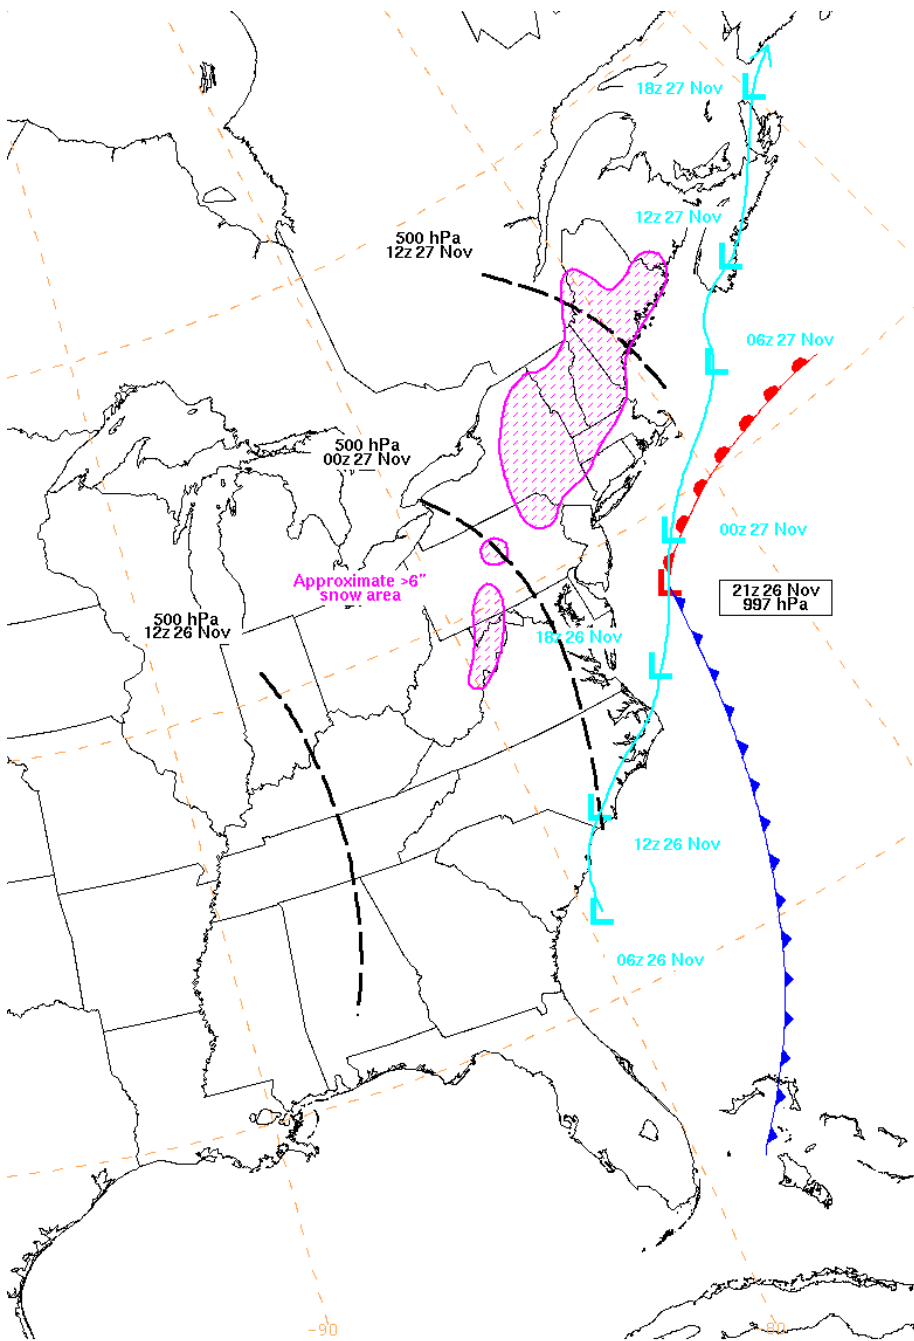 18z 27 Nov
L
12z 27 Nov
500 hPa
12z 27 Nov
L
06z 27 Nov
L
500 hPa
00z 27 Nov
00z 27 Nov
L
Approximate >6"
snow area
L
21z 26 Nov
997 hPa
500 hPa
12z 26 Nov
18z 26 Nov
L
L
12z 26 Nov
L
06z 26 Nov
-90
-80